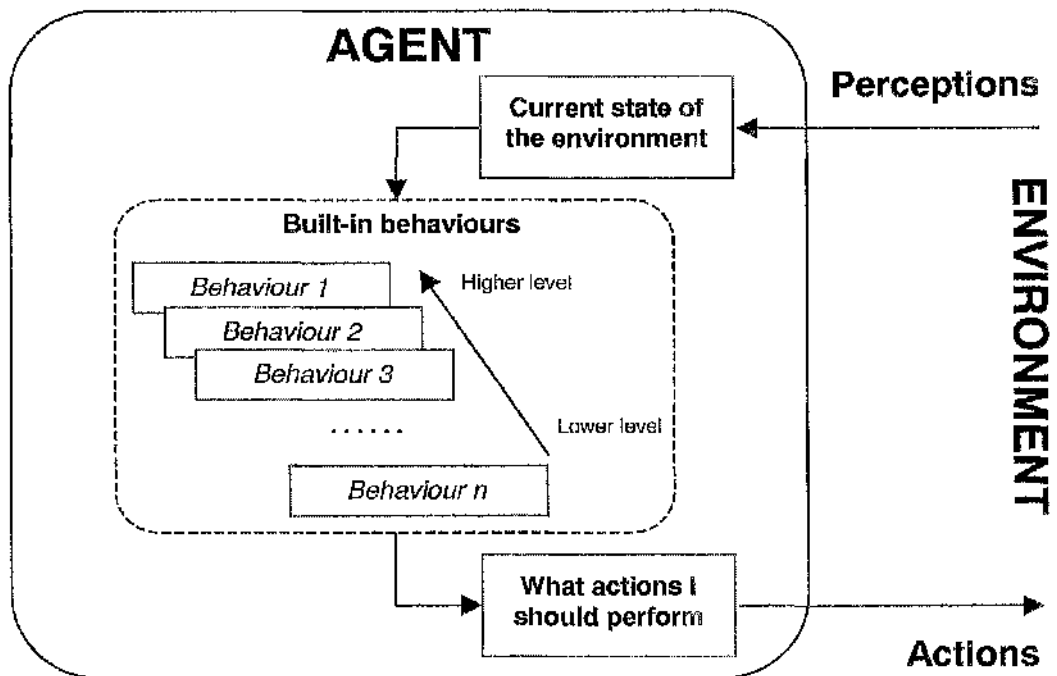 AGENT
Perceptions
Current state of
the environment
Built-in behaviours
Behaviour 1
Higher level
Behaviour 2
Behaviour 3
......
Lower level
Behaviour n
ENVIRONMENT
What actions I
should perform
Actions